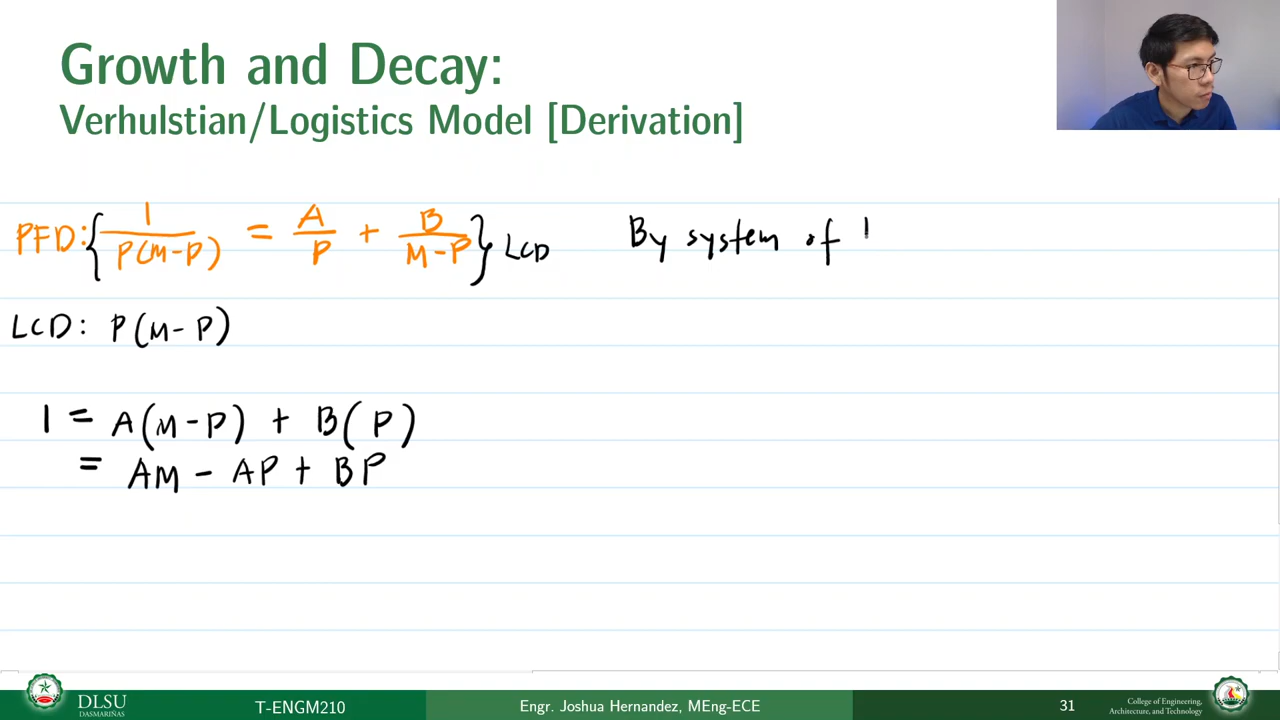 Growth and Decay:
Verhulstian/Logistics Model [Derivation]
PFD: { 1/P(M-P) = A/P + B/M-P } LCD
By system of
LCD: P(M-P)
1 = A(M-P) + B(P)
= AM - AP + BP
DLSU
DASMARIÑAS
T-ENGM210
Engr. Joshua Hernandez, MEng-ECE
31
College of Engineering,
Architecture, and Technology